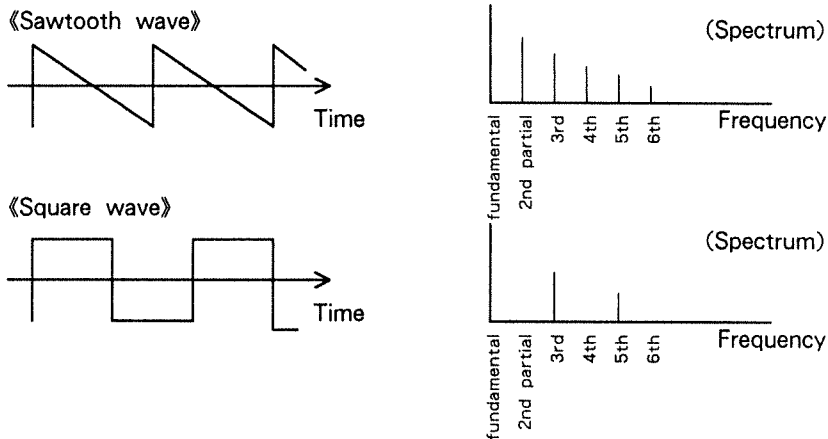 《Sawtooth wave》
Time
(Spectrum)
Frequency
fundamental
2nd partial
3rd
4th
5th
6th
《Square wave》
Time
(Spectrum)
Frequency
fundamental
2nd partial
3rd
4th
5th
6th